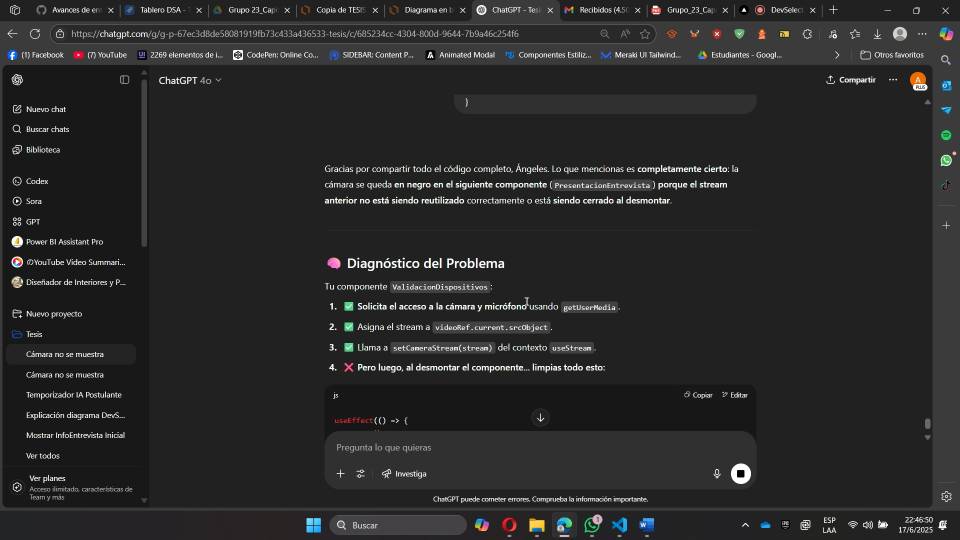 Avances de en
Tablero DSA - T
Grupo 23_Cap
Copia de TESIS
Diagrama en b
ChatGPT - Tesi
Recibidos (4.50
Grupo_23_Cap
DevSelect
https://chatgpt.com/g/g-p-67ec3d8de58081919fb73c433a436533-tesis/c/685234cc-4304-800d-9644-7b9a46c254f6
(1) Facebook
(7) YouTube
2269 elementos de i...
CodePen: Online Co...
SIDEBAR: Content P...
Animated Modal
Componentes Estiliz...
Meraki UI Tailwind...
Estudiantes - Googl...
Otros favoritos
ChatGPT 4o
Compartir
PLUS
Nuevo chat
Buscar chats
Biblioteca
Codex
Sora
GPT
Power BI Assistant Pro
YouTube Video Summari...
Diseñador de Interiores y P...
Nuevo proyecto
Tesis
Cámara no se muestra
Cámara no se muestra
Temporizador IA Postulante
Explicación diagrama DevS...
Mostrar InfoEntrevista Inicial
Ver todos
Ver planes
Acceso ilimitado, características de
Team y más
}
Gracias por compartir todo el código completo, Ángeles. Lo que mencionas es completamente cierto: la
cámara se queda en negro en el siguiente componente (PresentacionEntrevista) porque el stream
anterior no está siendo reutilizado correctamente o está siendo cerrado al desmontar.
Diagnóstico del Problema
Tu componente ValidacionDispositivos:
1. ✅ Solicita el acceso a la cámara y micrófono usando getUserMedia.
2. ✅ Asigna el stream a videoRef.current.srcObject.
3. ✅ Llama a setCameraStream(stream) del contexto useStream.
4. ❌ Pero luego, al desmontar el componente... limpias todo esto:
js
Copiar
Editar
useEffect(() => {
Pregunta lo que quieras
Investiga
ChatGPT puede cometer errores. Comprueba la información importante.
Buscar
1
ESP
LAA
22:46:50
17/6/2025